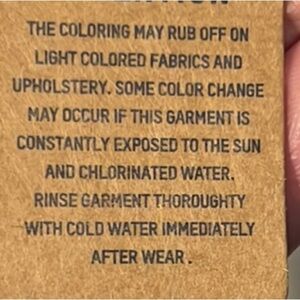 THE COLORING MAY RUB OFF ON
LIGHT COLORED FABRICS AND
UPHOLSTERY. SOME COLOR CHANGE
MAY OCCUR IF THIS GARMENT IS
CONSTANTLY EXPOSED TO THE SUN
AND CHLORINATED WATER.
RINSE GARMENT THOROUGHTY
WITH COLD WATER IMMEDIATELY
AFTER WEAR .